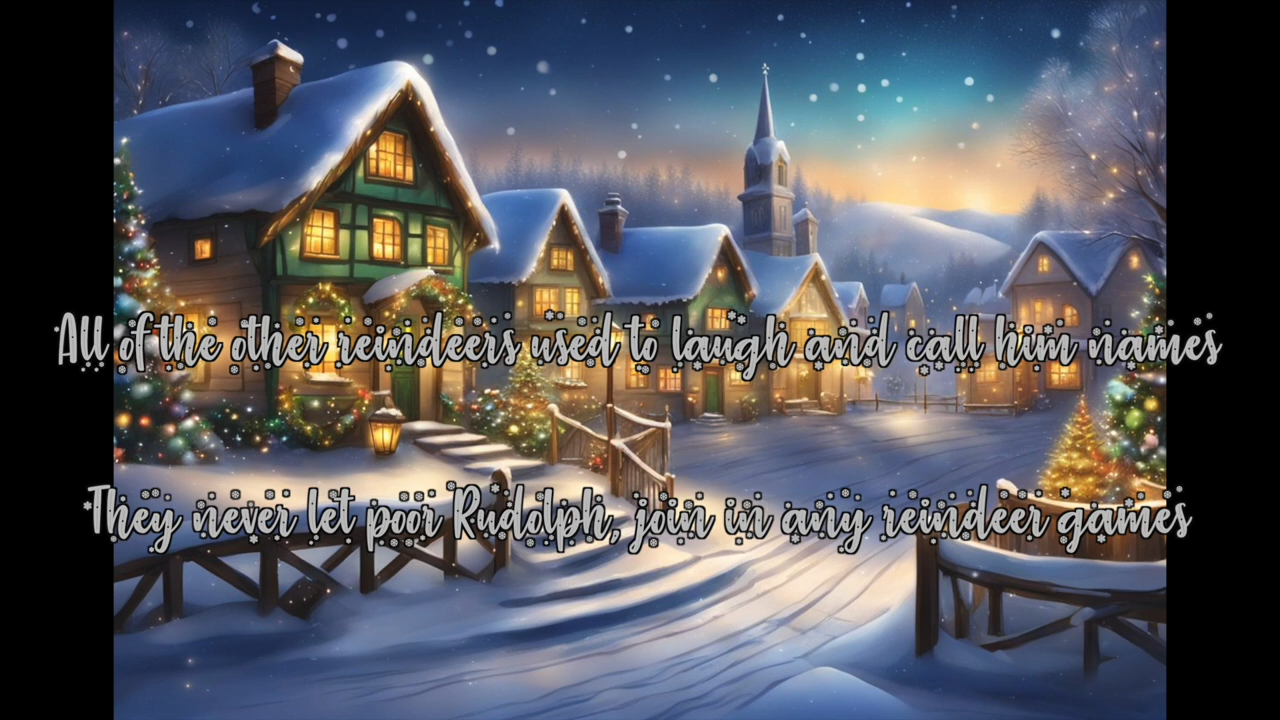 All of the other reindeers used to laugh and call him names
They never let poor Rudolph, join in any reindeer games